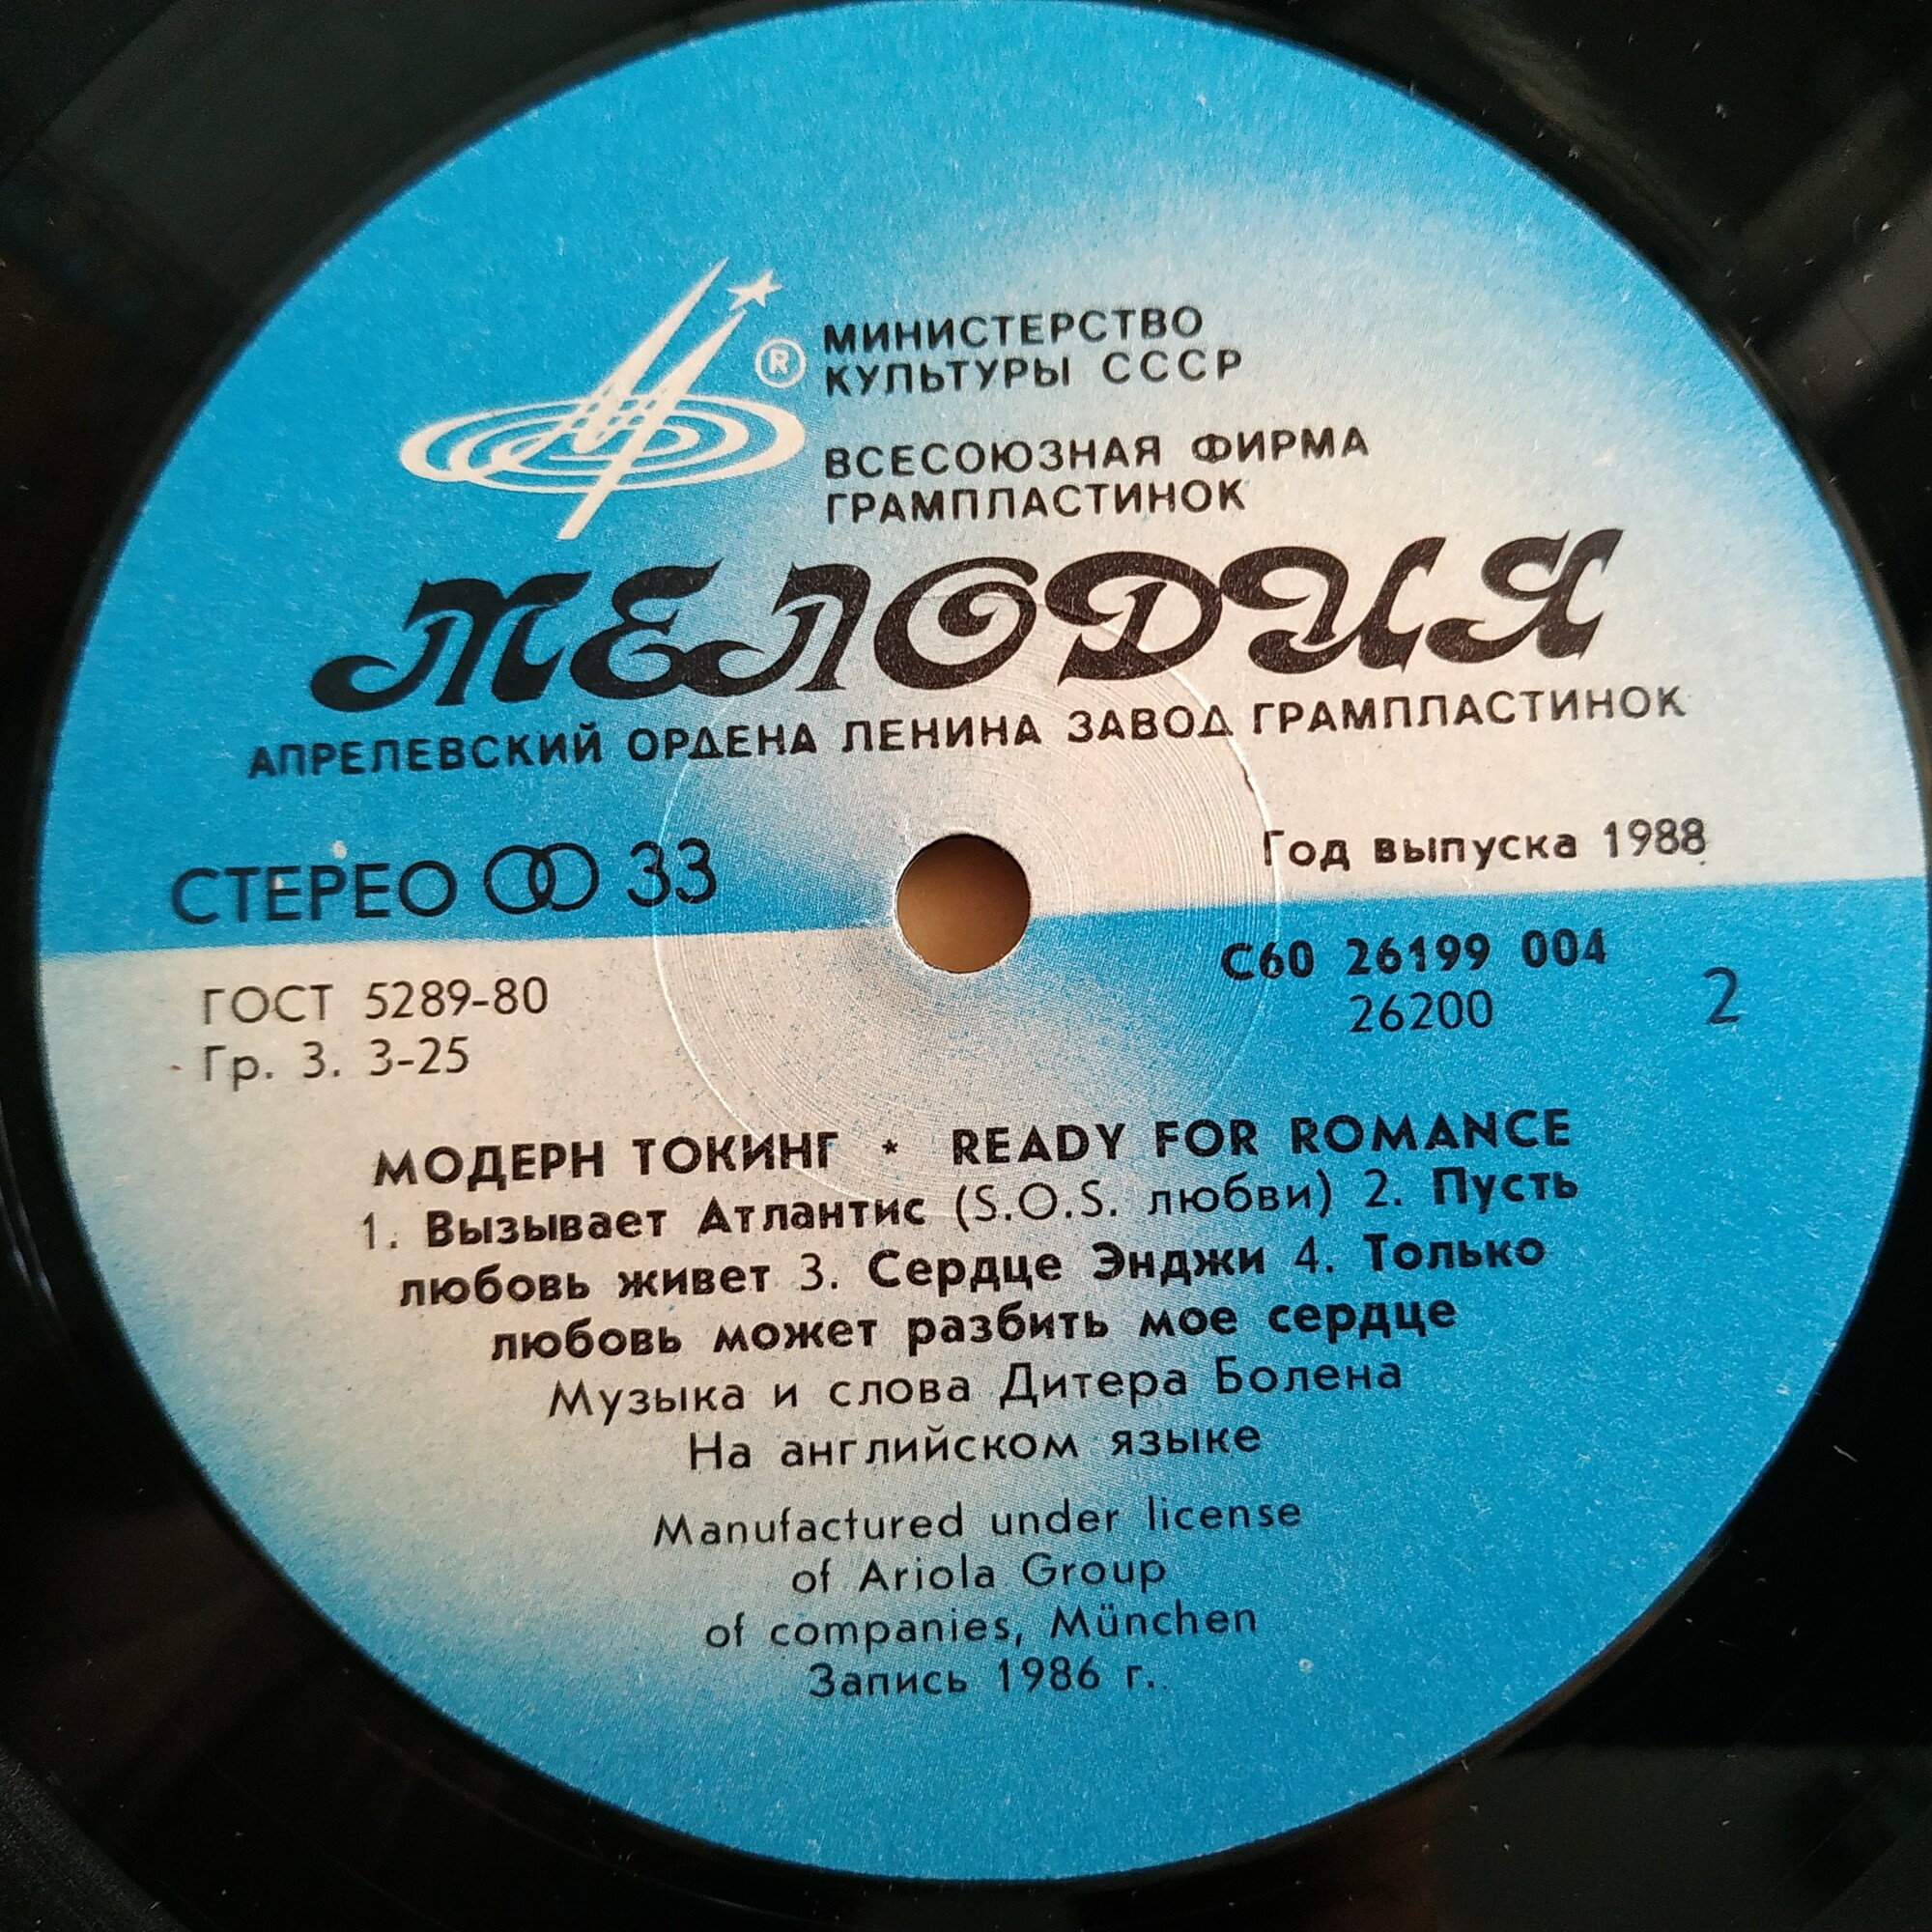 ®
МИНИСТЕРСТВО
КУЛЬТУРЫ СССР
ВСЕСОЮЗНАЯ ФИРМА
ГРАМПЛАСТИНОК
МЕЛОДИЯ
АПРЕЛЕВСКИЙ ОРДЕНА ЛЕНИНА ЗАВОД ГРАМПЛАСТИНОК
СТЕРЕО 33
Год выпуска 1988
ГОСТ 5289-80
Гр. 3. 3-25
С60 26199 004
26200
2
МОДЕРН ТОКИНГ * READY FOR ROMANCE
1. Вызывает Атлантис (S.O.S. любви) 2. Пусть
любовь живет 3. Сердце Энджи 4. Только
любовь может разбить мое сердце
Музыка и слова Дитера Болена
На английском языке
Manufactured under license
of Ariola Group
of companies, München
Запись 1986 г..